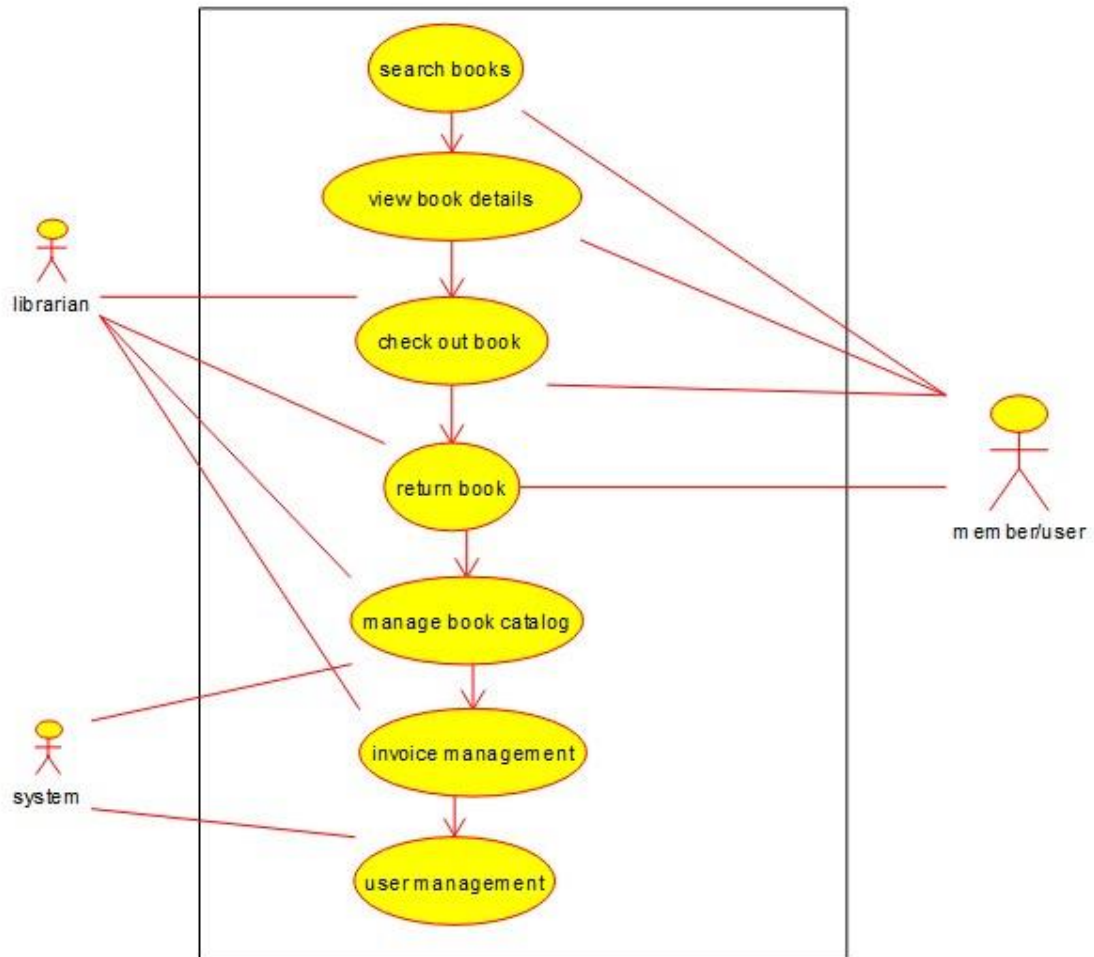 search books
view book details
librarian
check out book
return book
member/user
manage book catalog
invoice management
system
user management